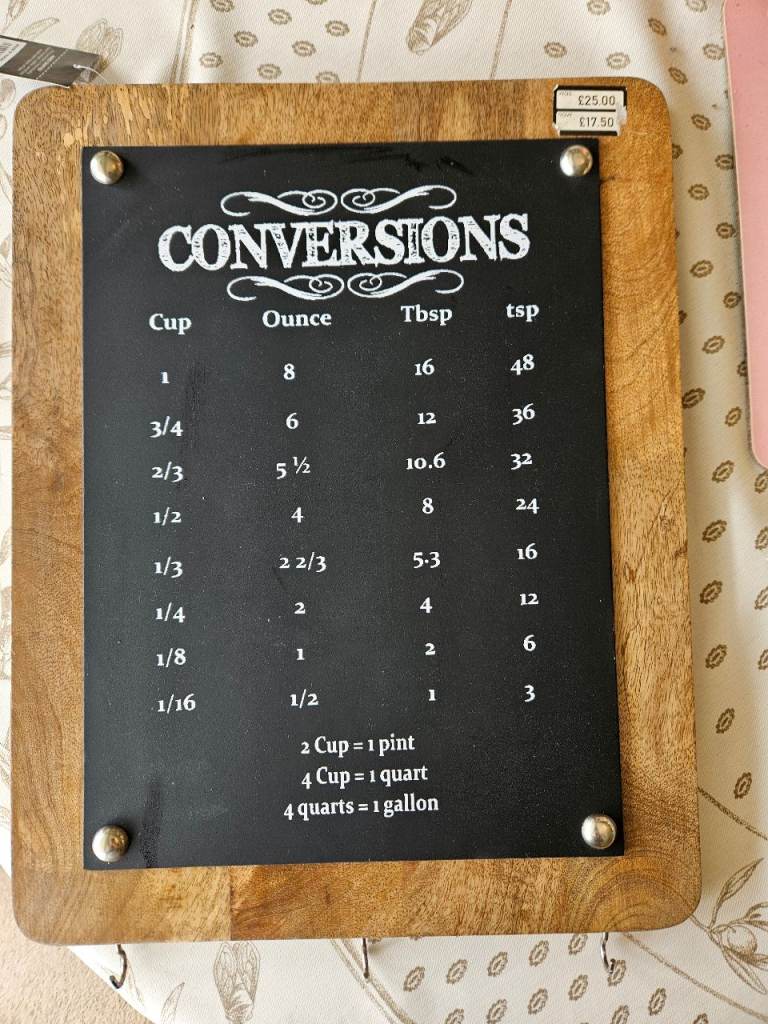 £25.00
£17.50
CONVERSIONS
Cup Ounce Tbsp tsp
1 8 16 48
3/4 6 12 36
2/3 5 ½ 10.6 32
1/2 4 8 24
1/3 2 2/3 5.3 16
1/4 2 4 12
1/8 1 2 6
1/16 1/2 1 3
2 Cup = 1 pint
4 Cup = 1 quart
4 quarts = 1 gallon